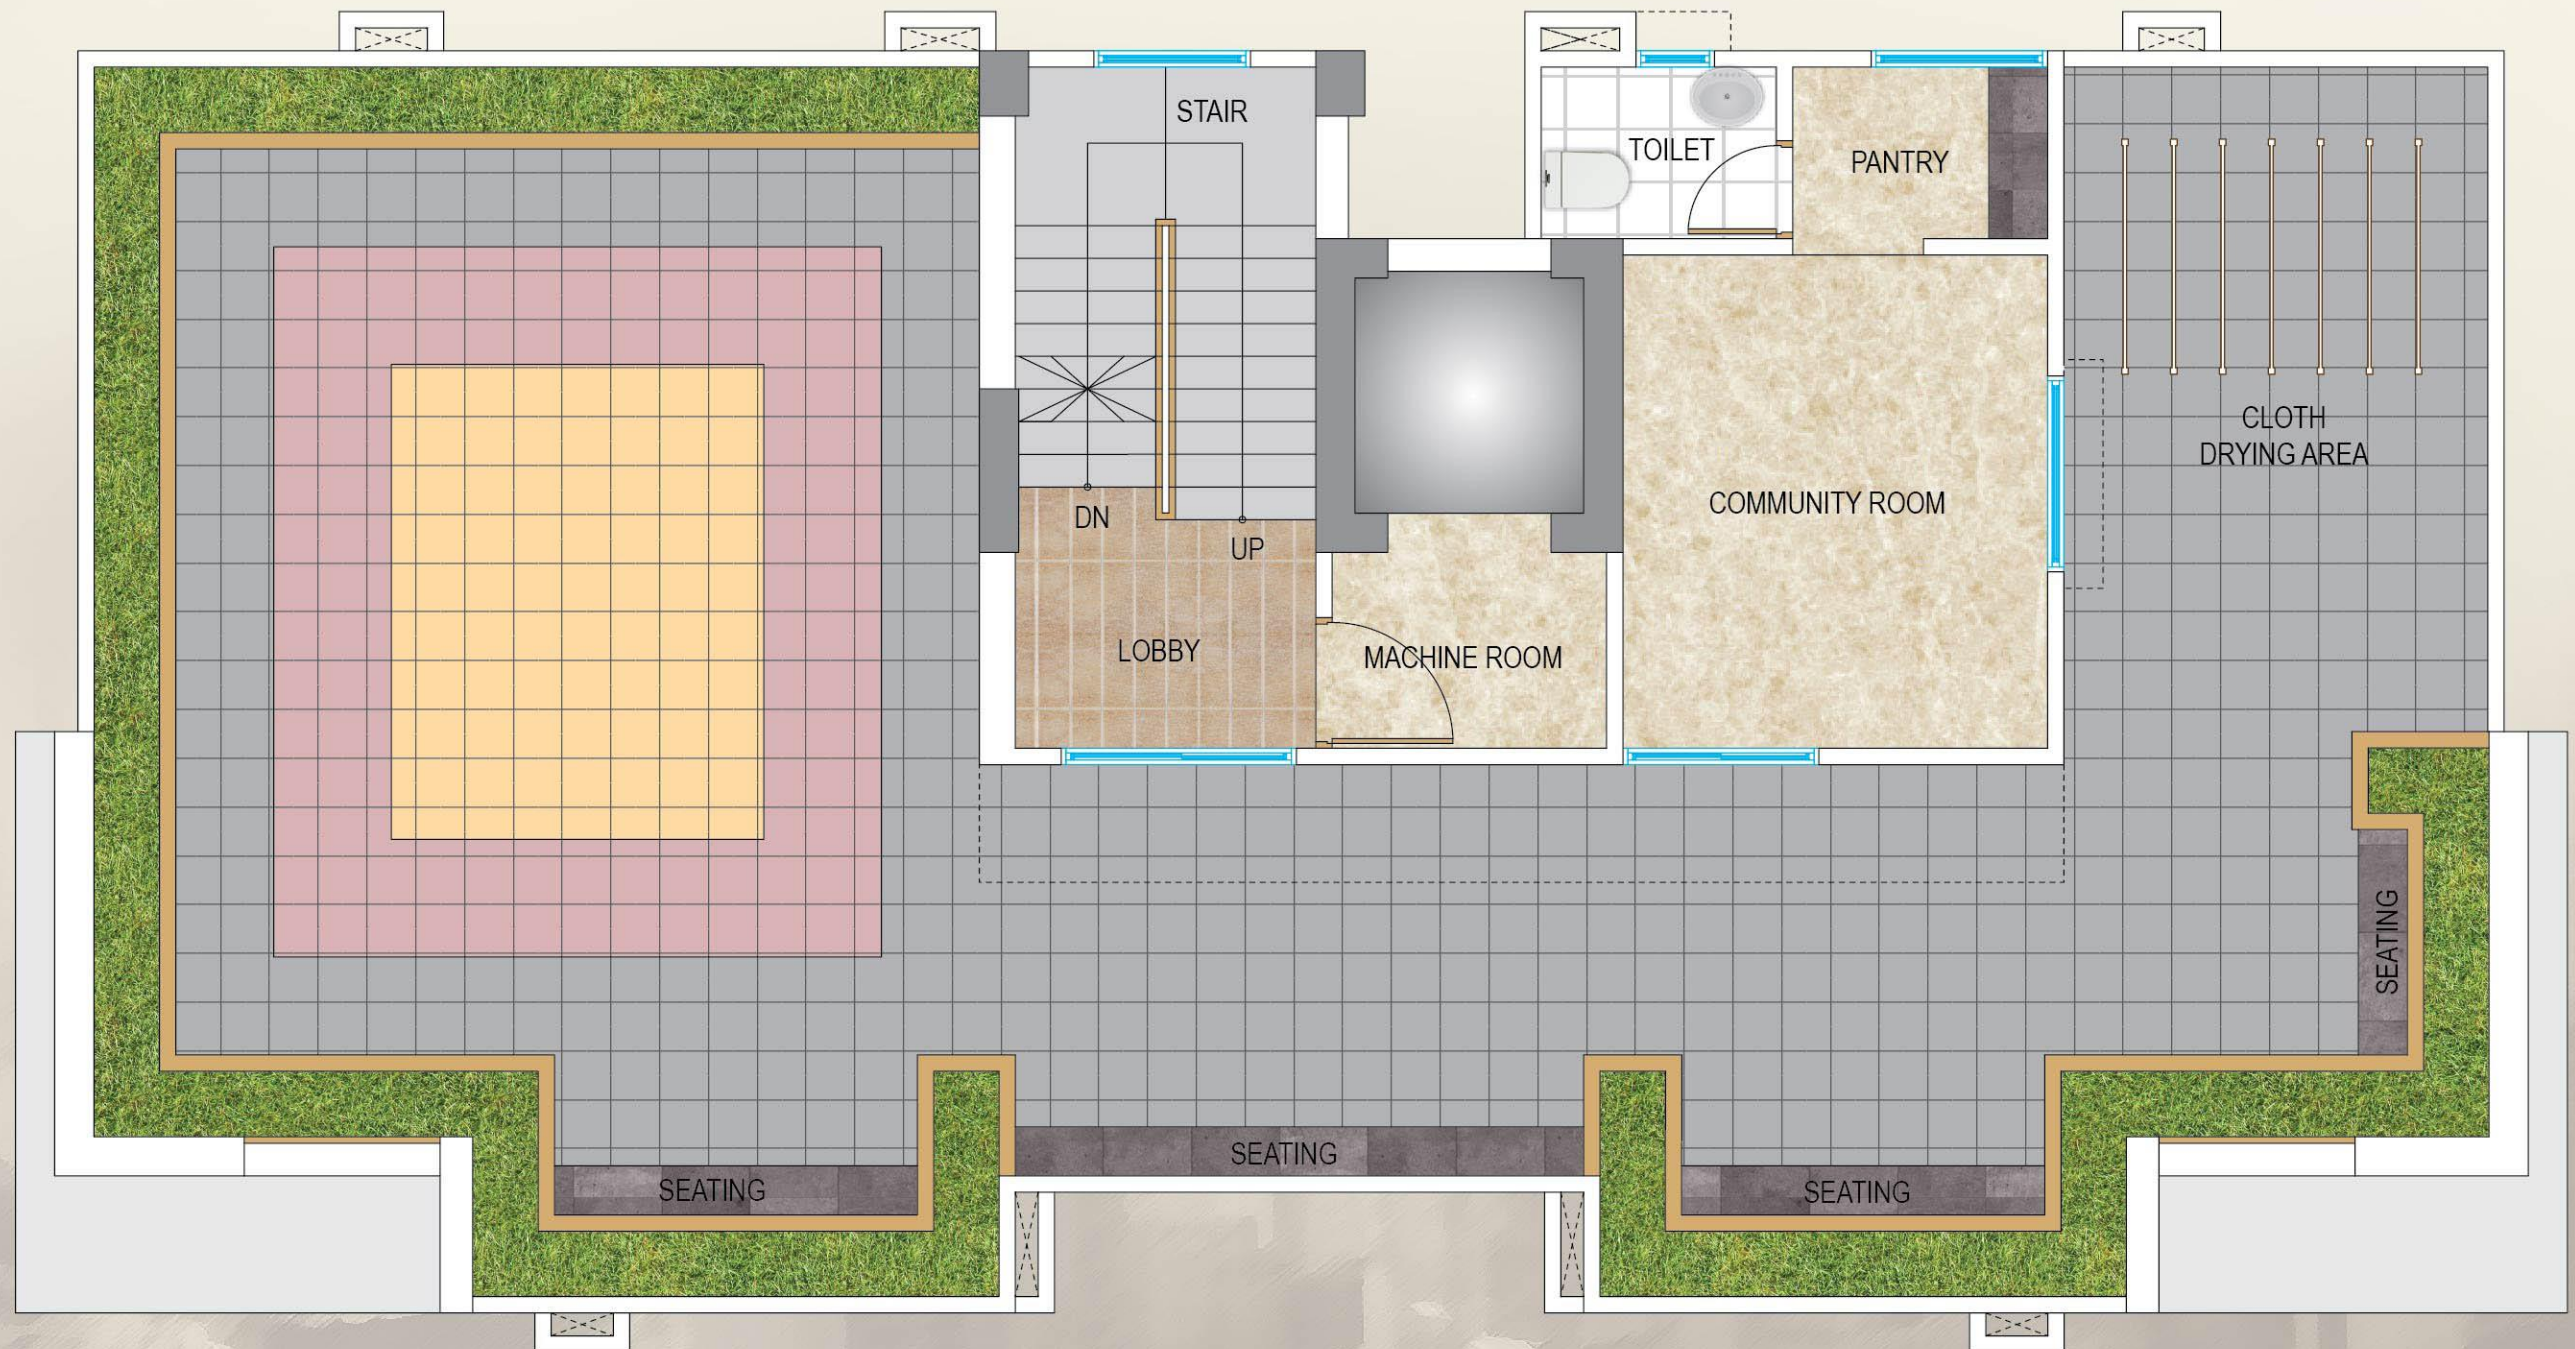 STAIR
TOILET
PANTRY
CLOTH
DRYING AREA
COMMUNITY ROOM
DN
UP
LOBBY
MACHINE ROOM
SEATING
SEATING
SEATING
SEATING